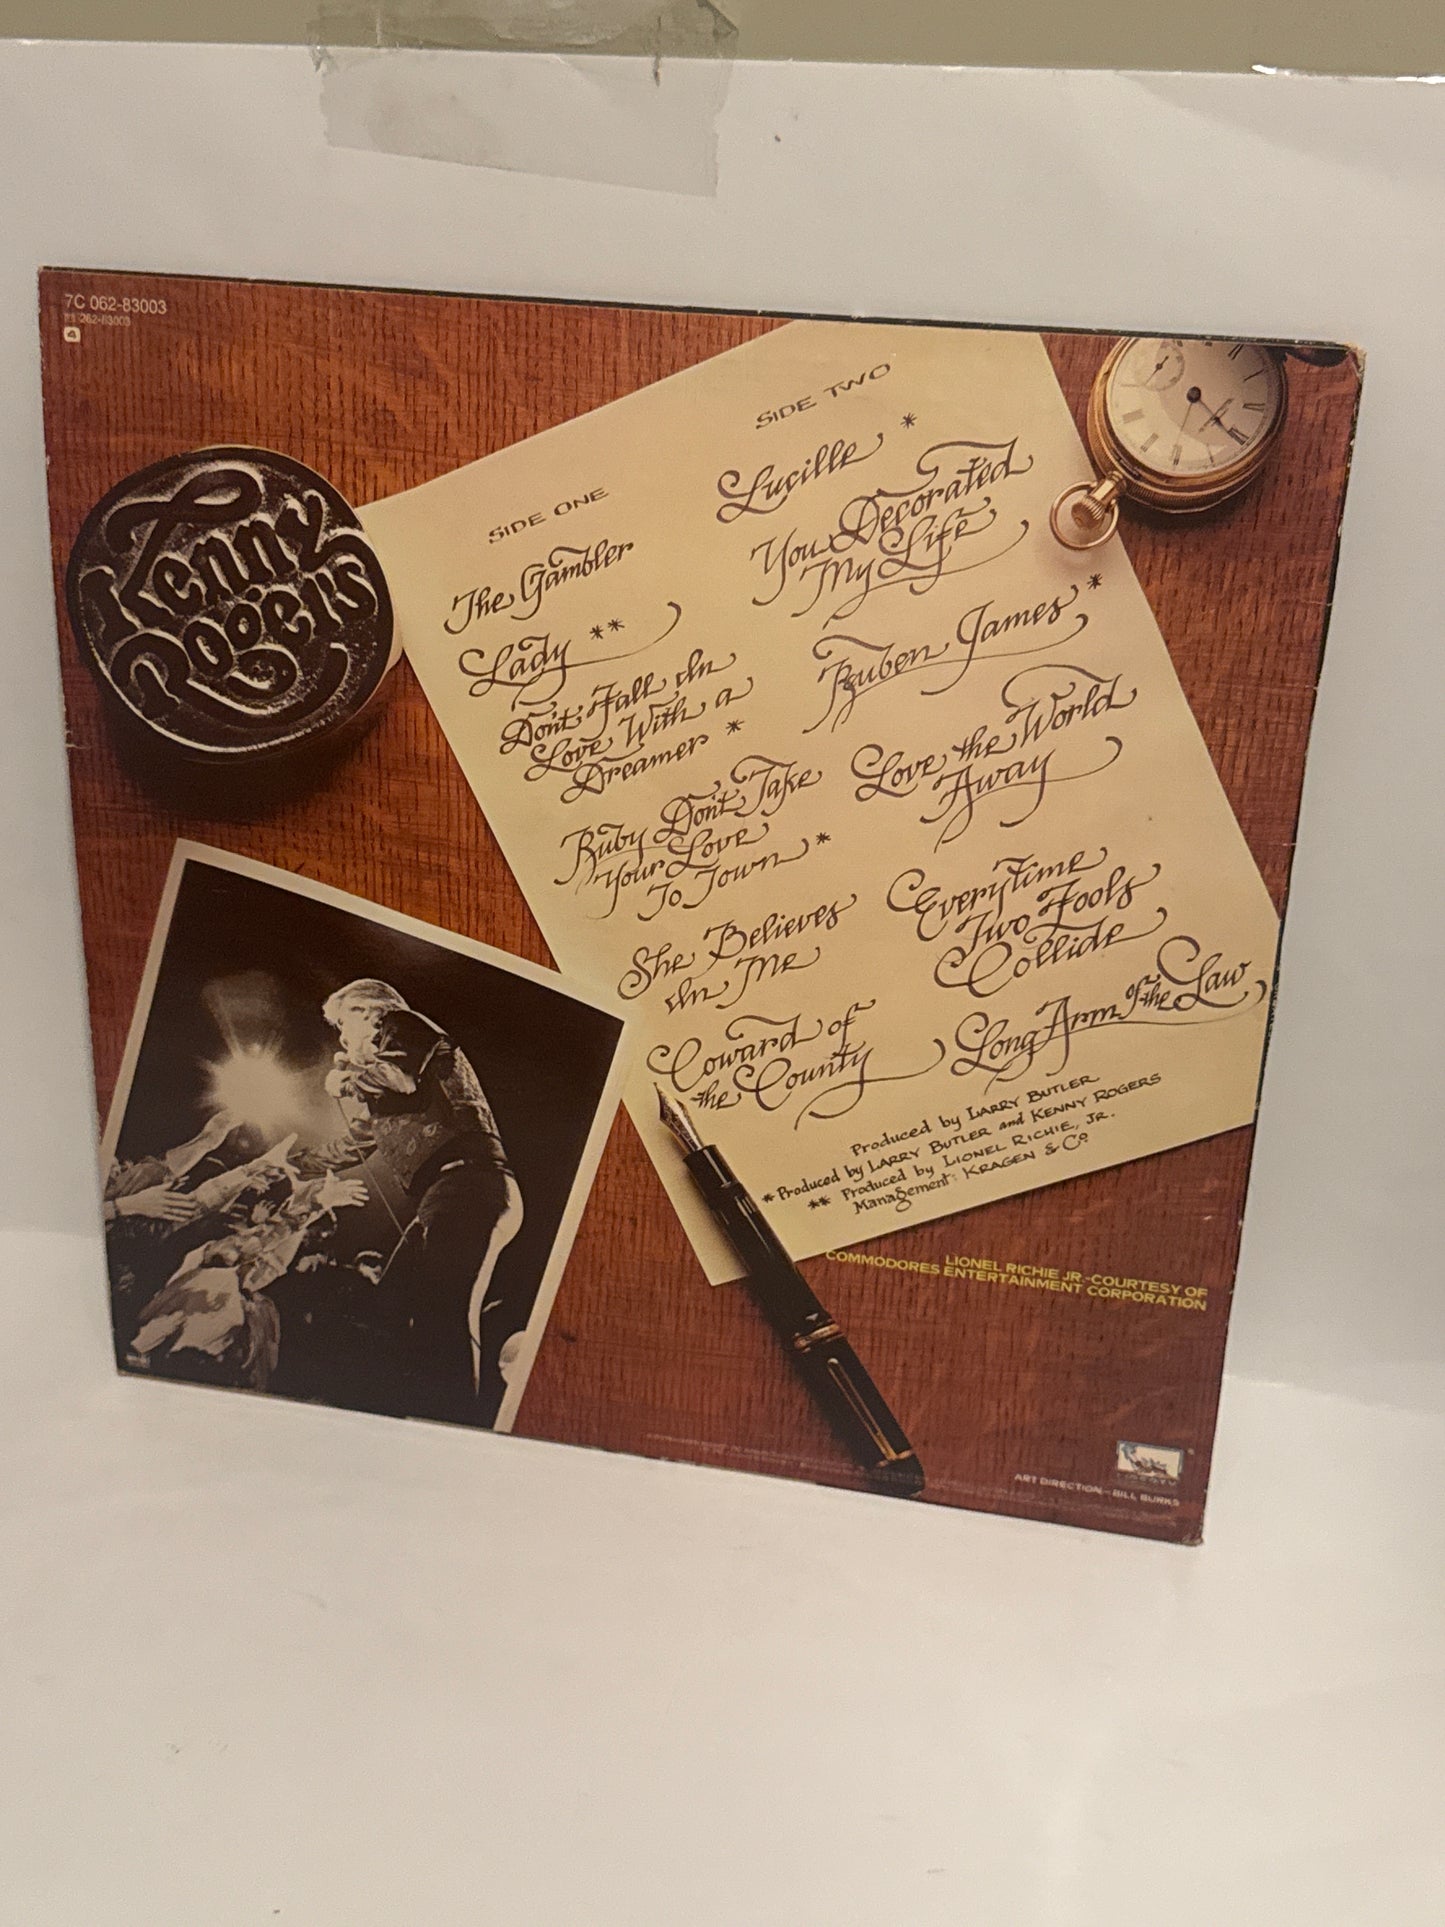 7C 062-83003
Kenny
Rogers
SIDE ONE
The Gambler
Lady **
Don't Fall In
Love With a
Dreamer *
Ruby Don't Take
Your Love
To Town *
She Believes
In Me
Coward of
the County
SIDE TWO
Lucille *
You Decorated
My Life
Reuben James *
Love the World
Away
Everytime
Two Fools
Collide
Long Arm of the Law
Produced by LARRY BUTLER
* Produced by LARRY BUTLER and KENNY ROGERS
** Produced by LIONEL RICHIE, JR.
Management: KRAGEN & Co
LIONEL RICHIE JR.-COURTESY OF
COMMODORES ENTERTAINMENT CORPORATION
LIBERTY
ART DIRECTION - BILL BURKS